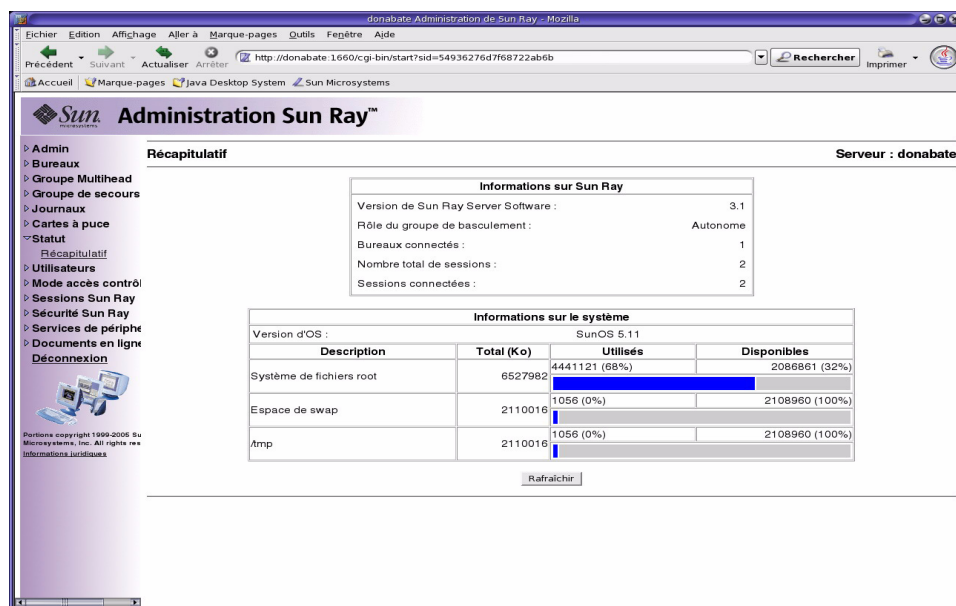 donabate Administration de Sun Ray - Mozilla
Fichier Edition Affichage Aller à Marque-pages Outils Fenêtre Aide
Précédent Suivant Actualiser Arrêter http://donabate:1660/cgi-bin/start?sid=54936276d7f68722ab6b Rechercher Imprimer
Accueil Marque-pages Java Desktop System Sun Microsystems
Sun microsystems Administration Sun Ray™
Admin
Bureaux
Groupe Multihead
Groupe de secours
Journaux
Cartes à puce
Statut
Récapitulatif
Utilisateurs
Mode accès contrôl
Sessions Sun Ray
Sécurité Sun Ray
Services de périphe
Documents en ligne
Déconnexion
Portions copyright 1999-2005 Su
Microsystems, Inc. All rights res
Informations juridiques
Récapitulatif Serveur : donabate
Informations sur Sun Ray
Version de Sun Ray Server Software : 3.1
Rôle du groupe de basculement : Autonome
Bureaux connectés : 1
Nombre total de sessions : 2
Sessions connectées : 2
Informations sur le système
Version d'OS : SunOS 5.11
Description Total (Ko) Utilisés Disponibles
Système de fichiers root 6527982 4441121 (68%) 2086861 (32%)
Espace de swap 2110016 1056 (0%) 2108960 (100%)
/tmp 2110016 1056 (0%) 2108960 (100%)
Rafraîchir